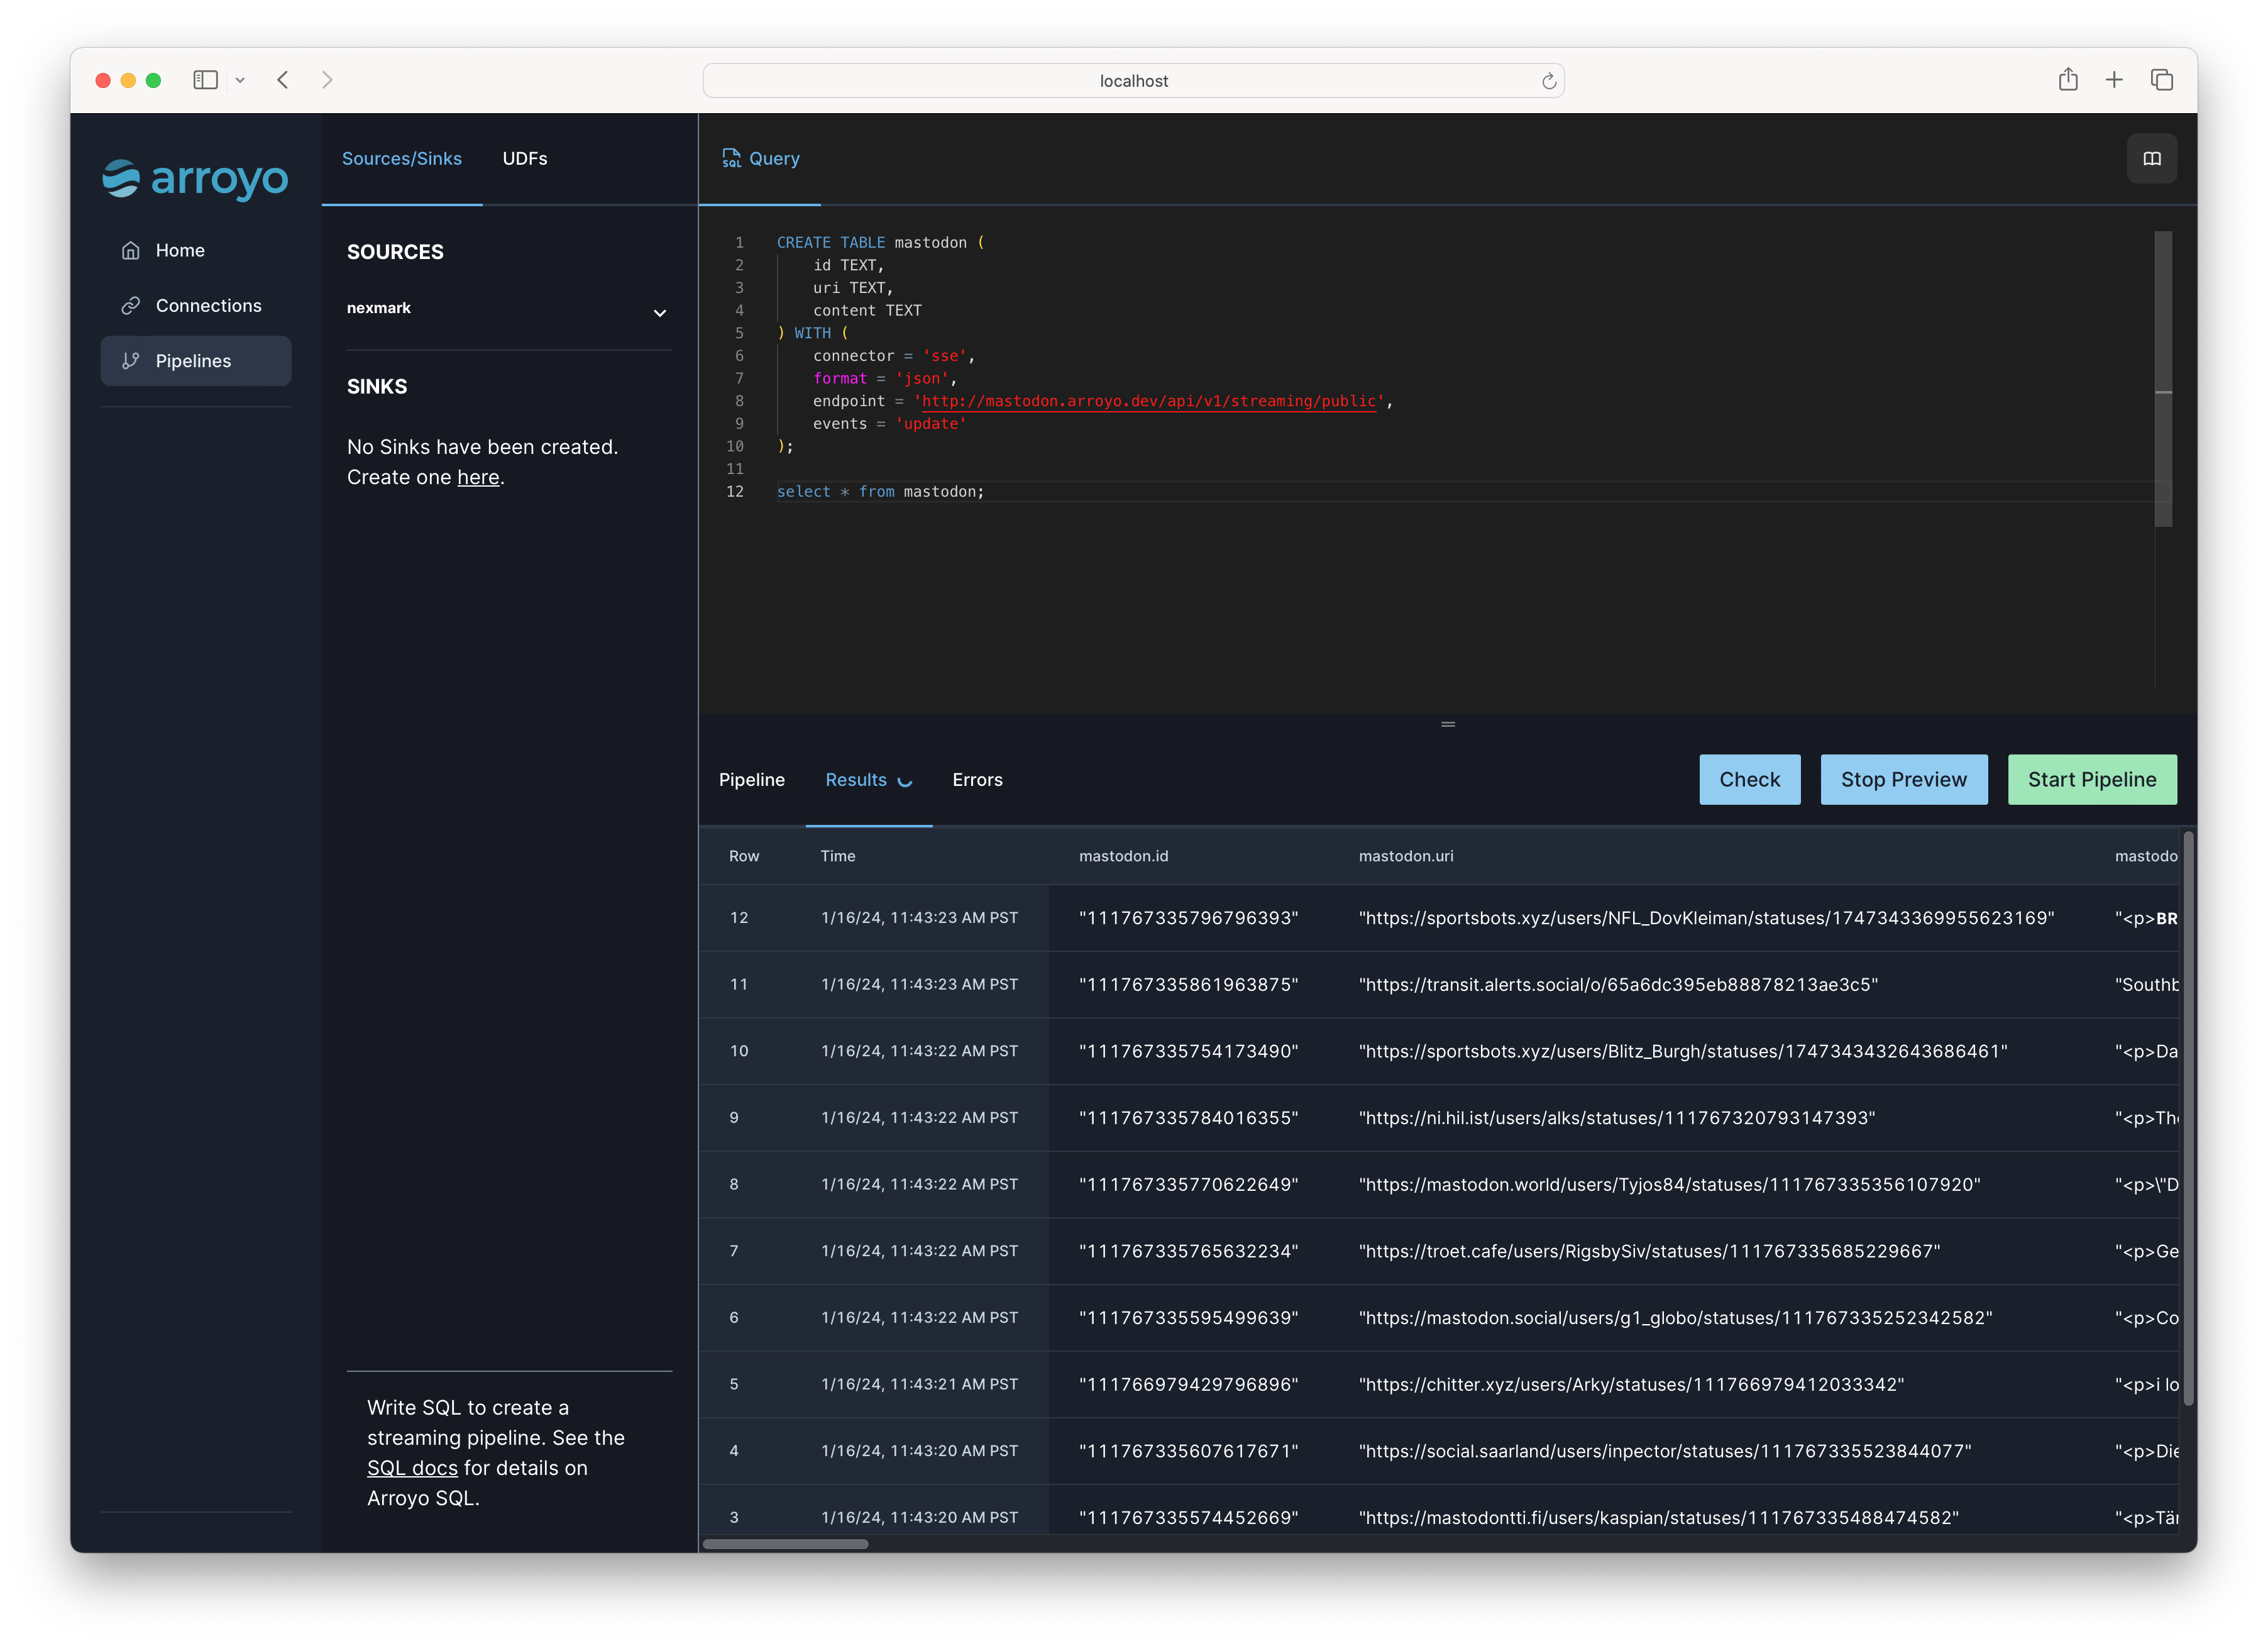 localhost
arroyo
Home
Connections
Pipelines
Sources/Sinks UDFs
SOURCES
nexmark
SINKS
No Sinks have been created.
Create one here.
Write SQL to create a
streaming pipeline. See the
SQL docs for details on
Arroyo SQL.
SQL Query
1 CREATE TABLE mastodon (
2 id TEXT,
3 uri TEXT,
4 content TEXT
5 ) WITH (
6 connector = 'sse',
7 format = 'json',
8 endpoint = 'http://mastodon.arroyo.dev/api/v1/streaming/public',
9 events = 'update'
10 );
11
12 select * from mastodon;
Pipeline Results Errors Check Stop Preview Start Pipeline
Row Time mastodon.id mastodon.uri mastodo
12 1/16/24, 11:43:23 AM PST "111767335796796393" "https://sportsbots.xyz/users/NFL_DovKleiman/statuses/1747343369955623169" "<p>BR
11 1/16/24, 11:43:23 AM PST "111767335861963875" "https://transit.alerts.social/o/65a6dc395eb88878213ae3c5" "Southb
10 1/16/24, 11:43:22 AM PST "111767335754173490" "https://sportsbots.xyz/users/Blitz_Burgh/statuses/1747343432643686461" "<p>Da
9 1/16/24, 11:43:22 AM PST "111767335784016355" "https://ni.hil.ist/users/alks/statuses/111767320793147393" "<p>The
8 1/16/24, 11:43:22 AM PST "111767335770622649" "https://mastodon.world/users/Tyjos84/statuses/111767335356107920" "<p>\"D
7 1/16/24, 11:43:22 AM PST "111767335765632234" "https://troet.cafe/users/RigsbySiv/statuses/111767335685229667" "<p>Ge
6 1/16/24, 11:43:22 AM PST "111767335595499639" "https://mastodon.social/users/g1_globo/statuses/111767335252342582" "<p>Co
5 1/16/24, 11:43:21 AM PST "111766979429796896" "https://chitter.xyz/users/Arky/statuses/111766979412033342" "<p>i lo
4 1/16/24, 11:43:20 AM PST "111767335607617671" "https://social.saarland/users/inpector/statuses/111767335523844077" "<p>Die
3 1/16/24, 11:43:20 AM PST "111767335574452669" "https://mastodontti.fi/users/kaspian/statuses/111767335488474582" "<p>Tär